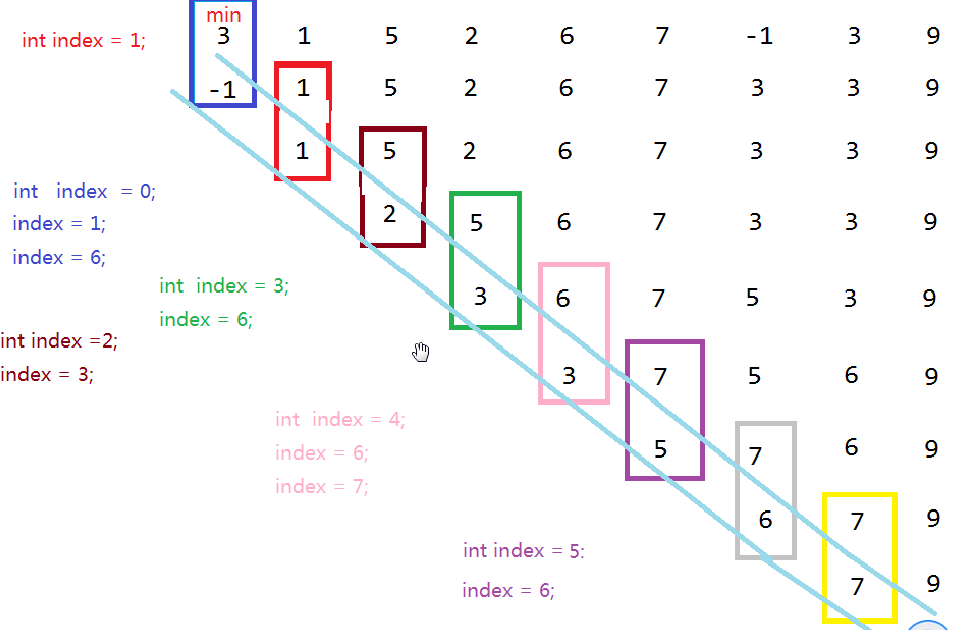 min
int index = 1; 3 1 5 2 6 7 -1 3 9
-1 1 5 2 6 7 3 3 9
1 5 2 6 7 3 3 9
int index = 0;
index = 1;
2 5 6 7 3 3 9
index = 6;
int index = 3;
3 6 7 5 3 9
index = 6;
int index =2;
index = 3;
3 7 5 6 9
int index = 4;
index = 6;
5 7 6 9
index = 7;
6 7 9
int index = 5:
index = 6;
7 9